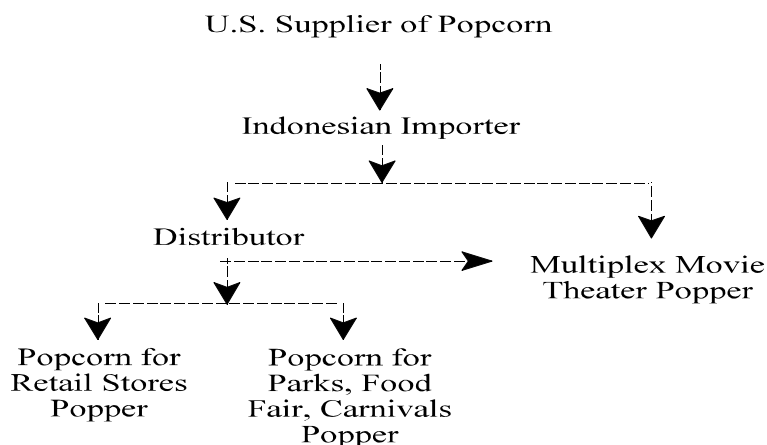 U.S. Supplier of Popcorn
Indonesian Importer
Distributor
Multiplex Movie
Theater Popper
Popcorn for
Retail Stores
Popper
Popcorn for
Parks, Food
Fair, Carnivals
Popper